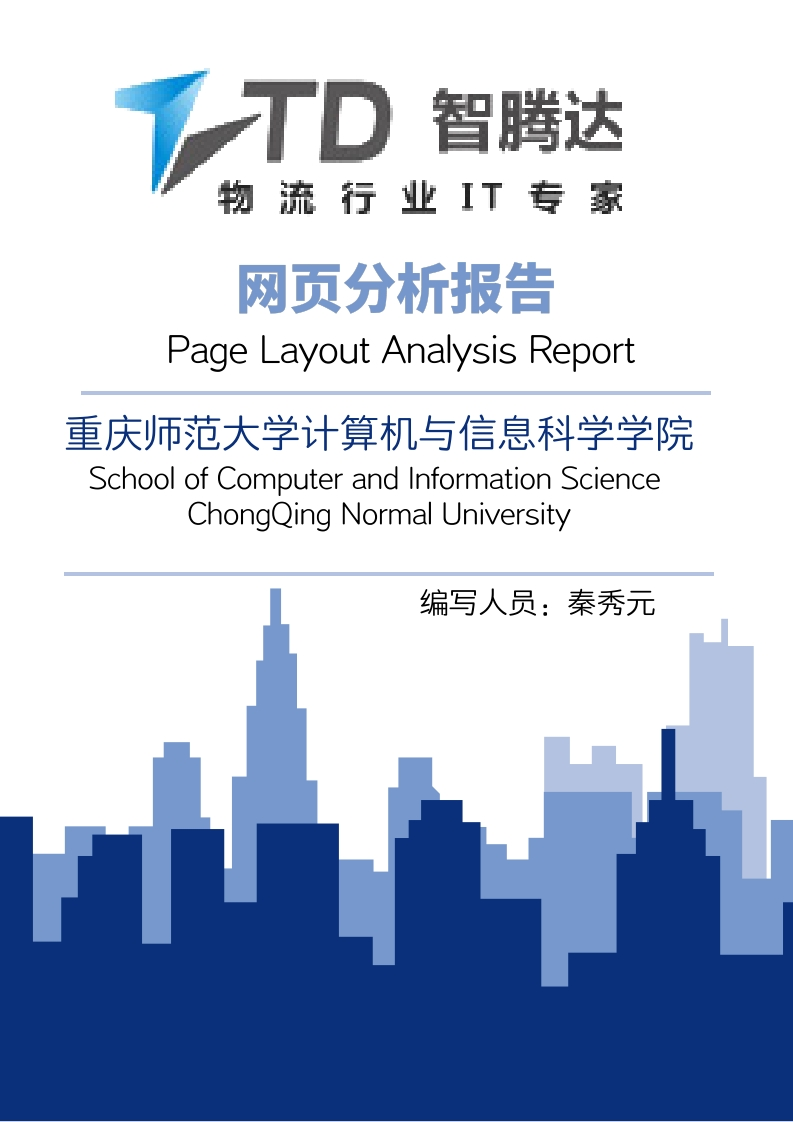 ZTD 智腾达
物流行业IT专家
网页分析报告
Page Layout Analysis Report
重庆师范大学计算机与信息科学学院
School of Computer and Information Science
ChongQing Normal University
编写人员：秦秀元